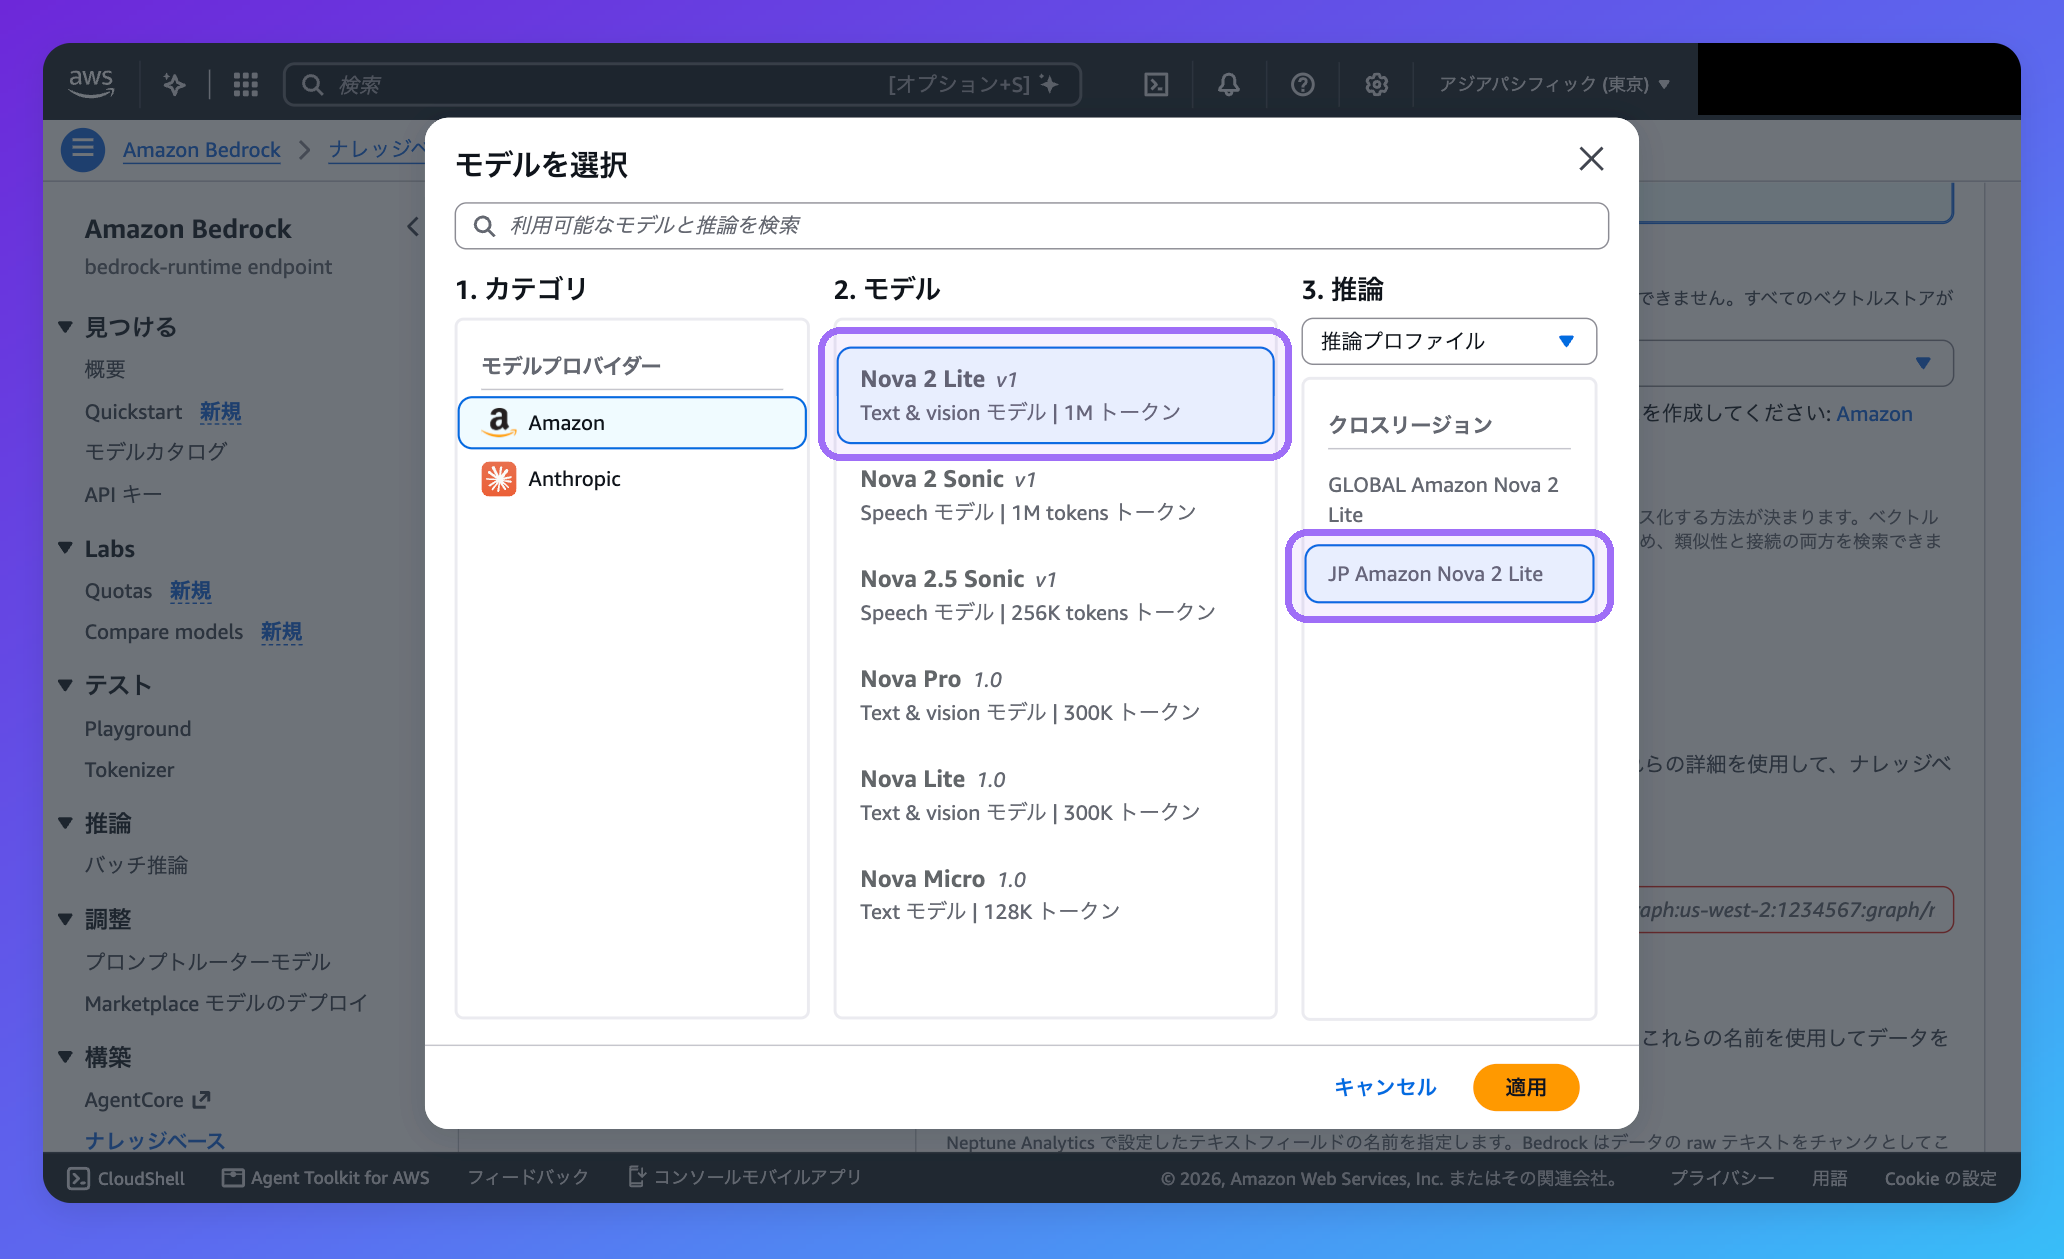 aws
検索
[オプション+S]
アジアパシフィック (東京)
Amazon Bedrock
ナレッジベ
Amazon Bedrock
bedrock-runtime endpoint
見つける
概要
Quickstart 新規
モデルカタログ
API キー
Labs
Quotas 新規
Compare models 新規
テスト
Playground
Tokenizer
推論
バッチ推論
調整
プロンプトルーターモデル
Marketplace モデルのデプロイ
構築
AgentCore
ナレッジベース
モデルを選択
利用可能なモデルと推論を検索
1. カテゴリ
モデルプロバイダー
Amazon
Anthropic
2. モデル
Nova 2 Lite v1
Text & vision モデル | 1M トークン
Nova 2 Sonic v1
Speech モデル | 1M tokens トークン
Nova 2.5 Sonic v1
Speech モデル | 256K tokens トークン
Nova Pro 1.0
Text & vision モデル | 300K トークン
Nova Lite 1.0
Text & vision モデル | 300K トークン
Nova Micro 1.0
Text モデル | 128K トークン
3. 推論
推論プロファイル
クロスリージョン
GLOBAL Amazon Nova 2
Lite
JP Amazon Nova 2 Lite
キャンセル
適用
できません。すべてのベクトルストアが
を作成してください: Amazon
ス化する方法が決まります。ベクトル
め、類似性と接続の両方を検索できま
らの詳細を使用して、ナレッジベ
aph:us-west-2:1234567:graph/r
これらの名前を使用してデータを
Neptune Analytics で設定したテキストフィールドの名前を指定します。Bedrock はデータの raw テキストをチャンクとしてこ
CloudShell
Agent Toolkit for AWS
フィードバック
コンソールモバイルアプリ
© 2026, Amazon Web Services, Inc. またはその関連会社。
プライバシー
用語
Cookie の設定